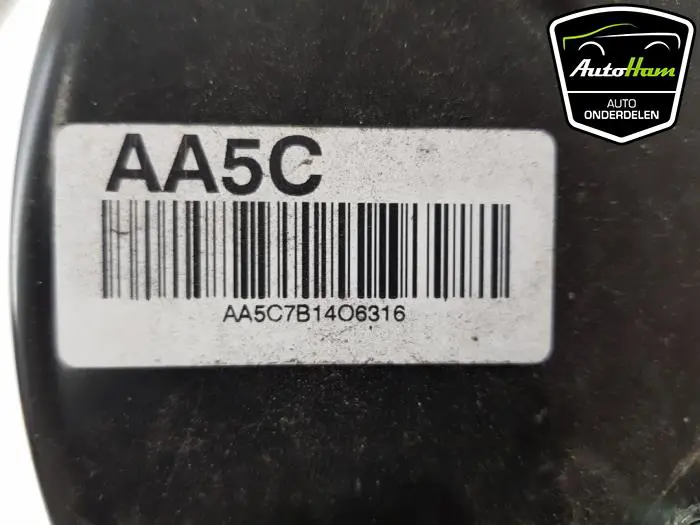 AutoHam
AUTO
ONDERDELEN
AA5C
AA5C7B14O6316